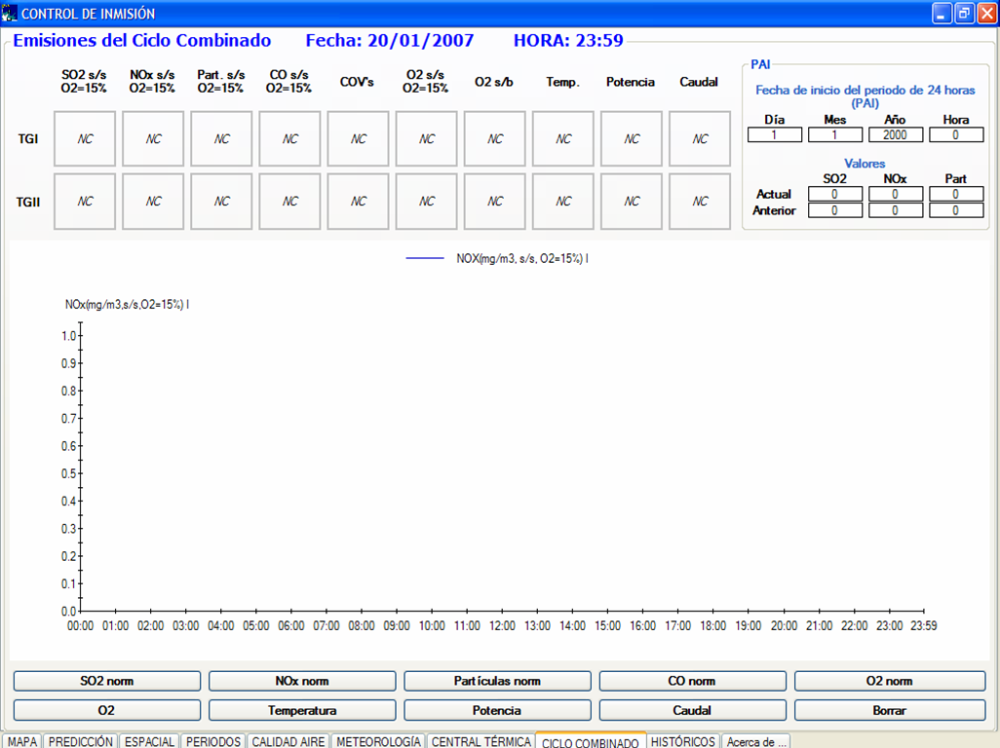 CONTROL DE INMISIÓN
Emisiones del Ciclo Combinado Fecha: 20/01/2007 HORA: 23:59
SO2 s/s O2=15% NOx s/s O2=15% Part. s/s O2=15% CO s/s O2=15% COV's O2 s/s O2=15% O2 s/b Temp. Potencia Caudal
TGI NC NC NC NC NC NC NC NC NC NC
TGII NC NC NC NC NC NC NC NC NC NC
PAI
Fecha de inicio del periodo de 24 horas
(PAI)
Día Mes Año Hora
1 1 2000 0
Valores
SO2 NOx Part
Actual 0 0 0
Anterior 0 0 0
NOX(mg/m3, s/s, O2=15%) I
NOx(mg/m3,s/s,O2=15%) I
1.0
0.9
0.8
0.7
0.6
0.5
0.4
0.3
0.2
0.1
0.0
00:00 01:00 02:00 03:00 04:00 05:00 06:00 07:00 08:00 09:00 10:00 11:00 12:00 13:00 14:00 15:00 16:00 17:00 18:00 19:00 20:00 21:00 22:00 23:00 23:59
SO2 norm NOx norm Partículas norm CO norm O2 norm
O2 Temperatura Potencia Caudal Borrar
MAPA PREDICCIÓN ESPACIAL PERIODOS CALIDAD AIRE METEOROLOGÍA CENTRAL TÉRMICA CICLO COMBINADO HISTÓRICOS Acerca de ...